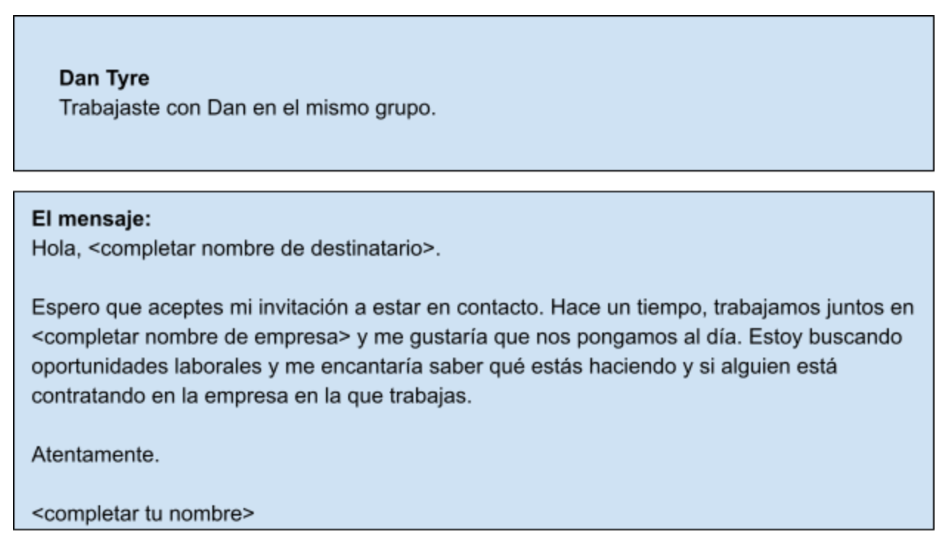 Dan Tyre
Trabajaste con Dan en el mismo grupo.
El mensaje:
Hola, <completar nombre de destinatario>.
Espero que aceptes mi invitación a estar en contacto. Hace un tiempo, trabajamos juntos en
<completar nombre de empresa> y me gustaría que nos pongamos al día. Estoy buscando
oportunidades laborales y me encantaría saber qué estás haciendo y si alguien está
contratando en la empresa en la que trabajas.
Atentamente.
<completar tu nombre>